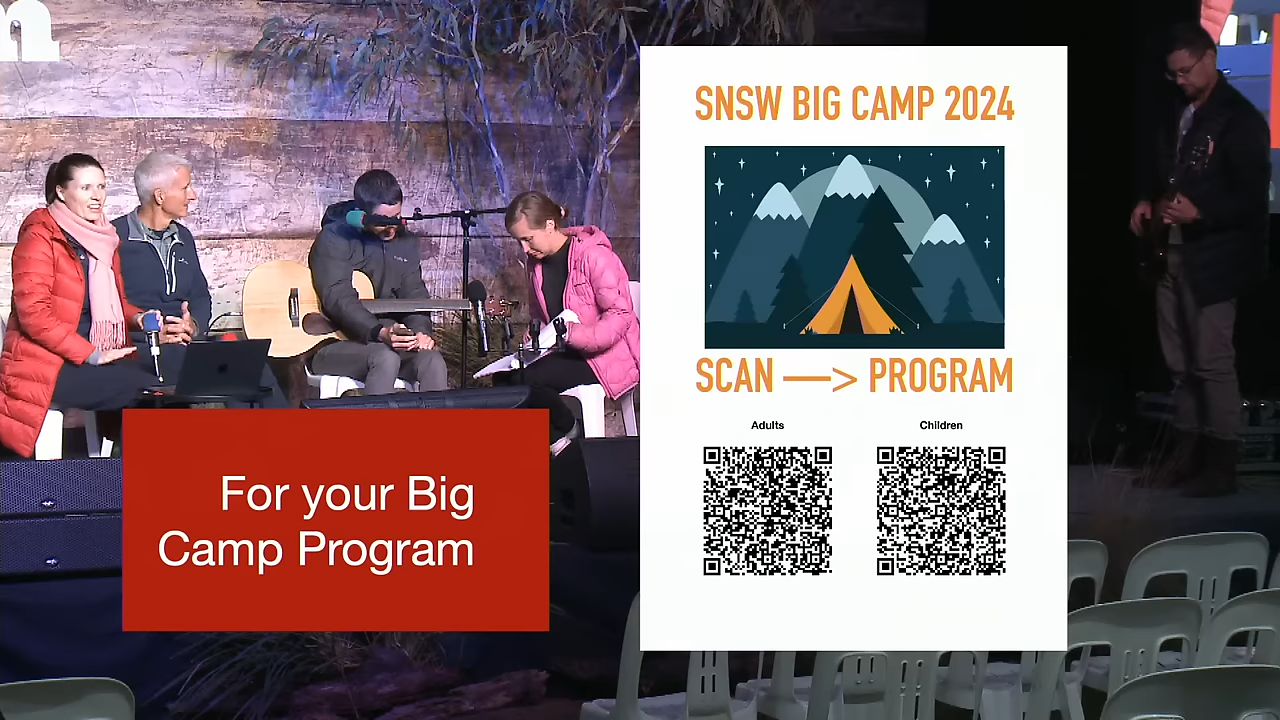 SNSW BIG CAMP 2024
SCAN —> PROGRAM
Adults
Children
For your Big
Camp Program